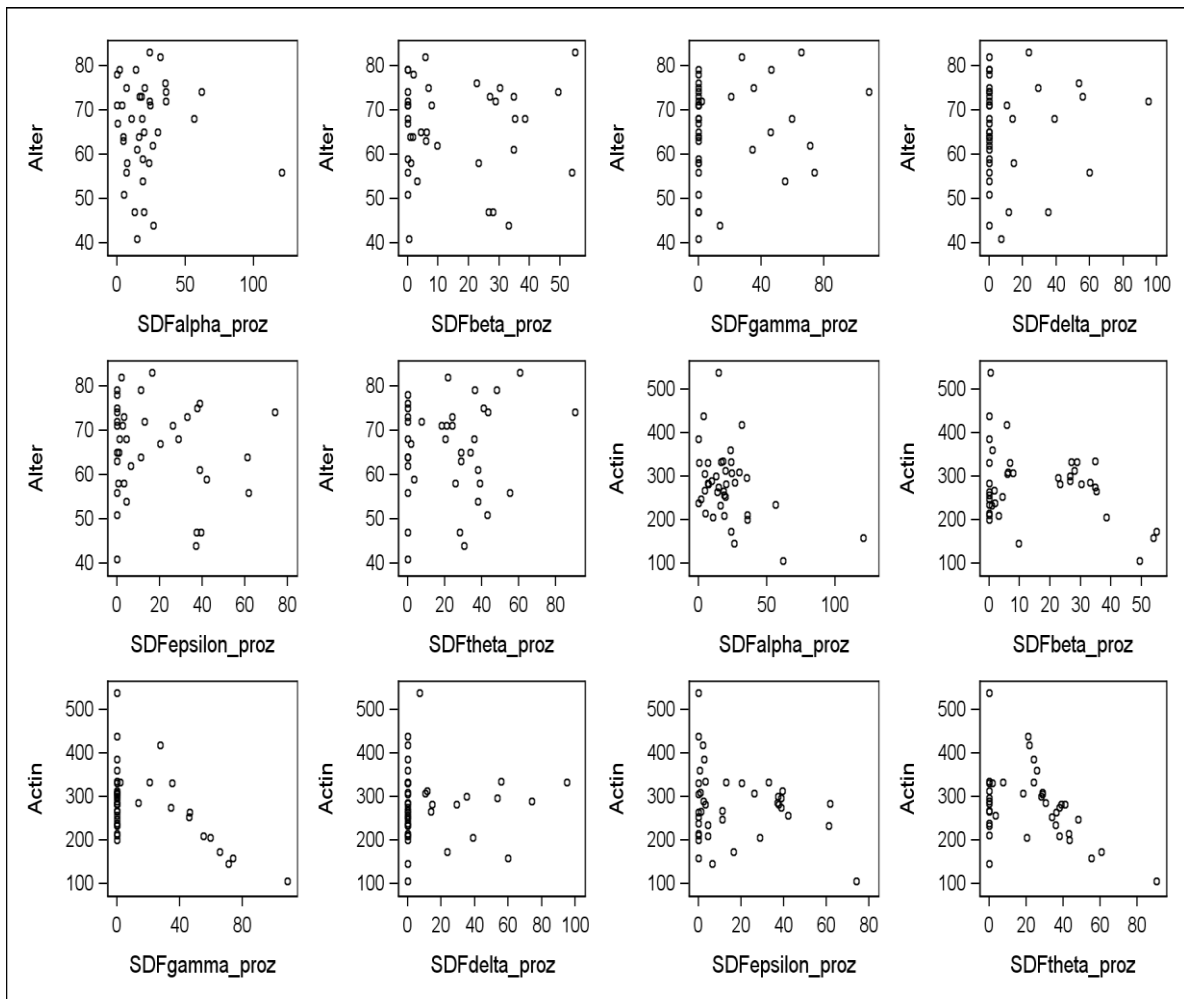 80
70
60
50
40
Alter
0 50 100
SDFalpha_proz
80
70
60
50
40
Alter
0 10 20 30 40 50
SDFbeta_proz
80
70
60
50
40
Alter
0 40 80
SDFgamma_proz
80
70
60
50
40
Alter
0 20 40 60 80 100
SDFdelta_proz
80
70
60
50
40
Alter
0 20 40 60 80
SDFepsilon_proz
80
70
60
50
40
Alter
0 20 40 60 80 100
SDFtheta_proz
500
400
300
200
100
Actin
0 50 100
SDFalpha_proz
500
400
300
200
100
Actin
0 10 20 30 40 50
SDFbeta_proz
500
400
300
200
100
Actin
0 40 80
SDFgamma_proz
500
400
300
200
100
Actin
0 20 40 60 80 100
SDFdelta_proz
500
400
300
200
100
Actin
0 20 40 60 80
SDFepsilon_proz
500
400
300
200
100
Actin
0 20 40 60 80 100
SDFtheta_proz